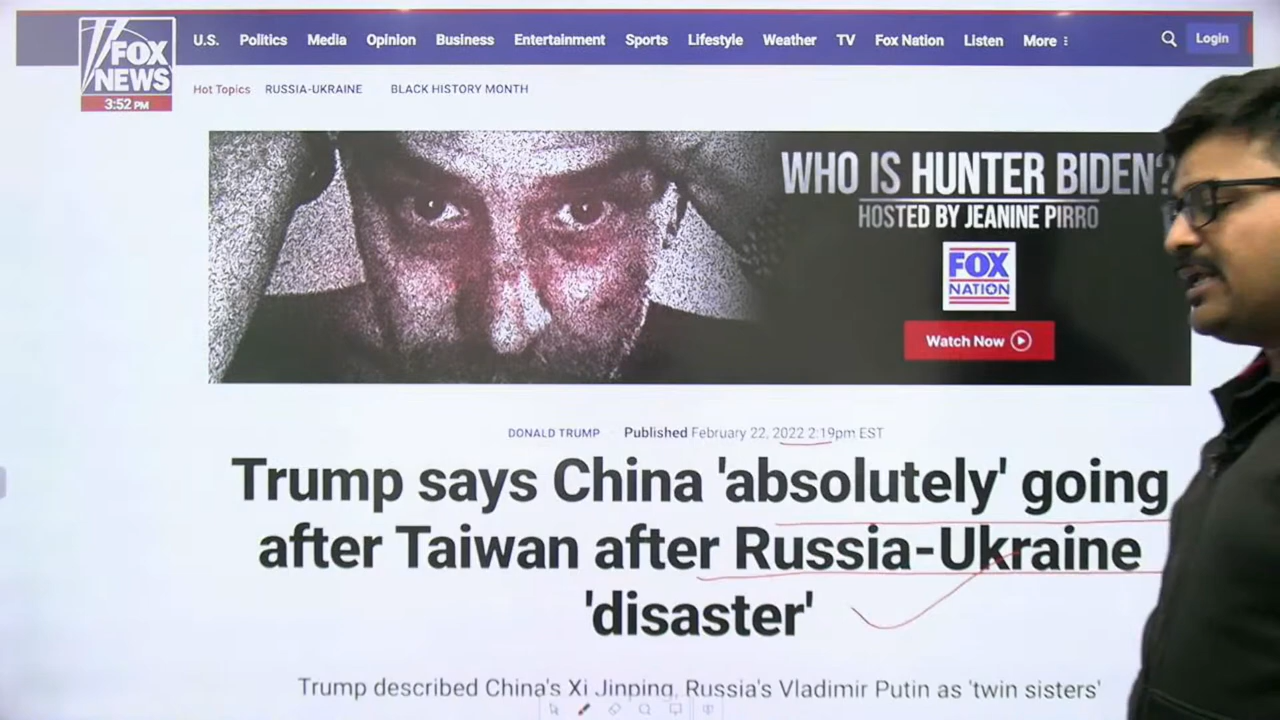 U.S. Politics Media Opinion Business Entertainment Sports Lifestyle Weather TV Fox Nation Listen More Login
FOX
NEWS
3:52 PM
Hot Topics RUSSIA-UKRAINE BLACK HISTORY MONTH
WHO IS HUNTER BIDEN?
HOSTED BY JEANINE PIRRO
FOX
NATION
Watch Now
DONALD TRUMP Published February 22, 2022 2:19pm EST
Trump says China 'absolutely' going
after Taiwan after Russia-Ukraine
'disaster'
Trump described China's Xi Jinping, Russia's Vladimir Putin as 'twin sisters'